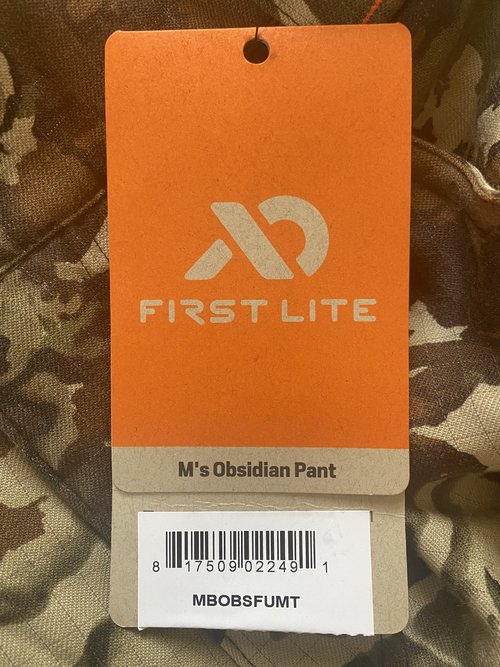 FIRST LITE
M's Obsidian Pant
8 17509 02249 1
MBOBSFUMT